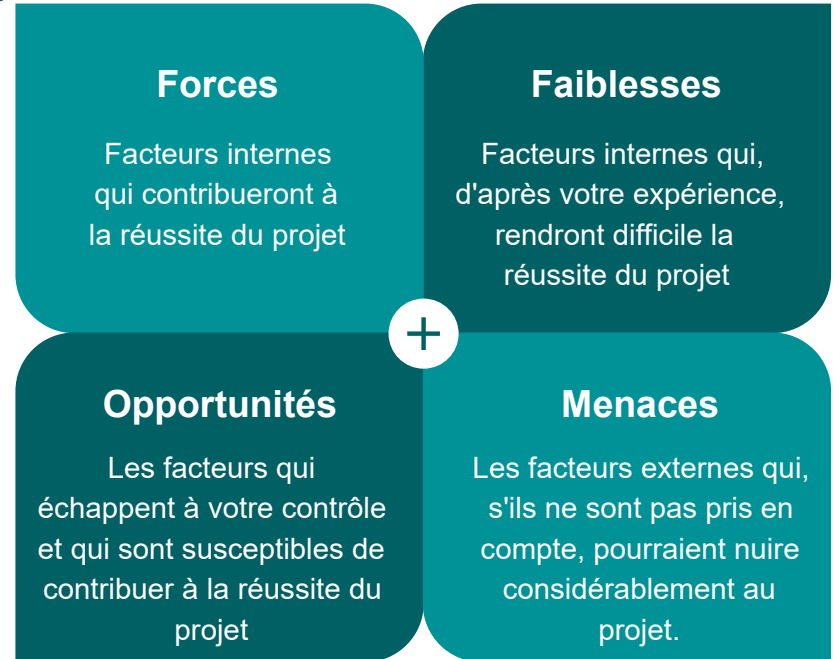 Forces
Facteurs internes
qui contribueront à
la réussite du projet
Faiblesses
Facteurs internes qui,
d'après votre expérience,
rendront difficile la
réussite du projet
+
Opportunités
Les facteurs qui
échappent à votre contrôle
et qui sont susceptibles de
contribuer à la réussite du
projet
Menaces
Les facteurs externes qui,
s'ils ne sont pas pris en
compte, pourraient nuire
considérablement au
projet.